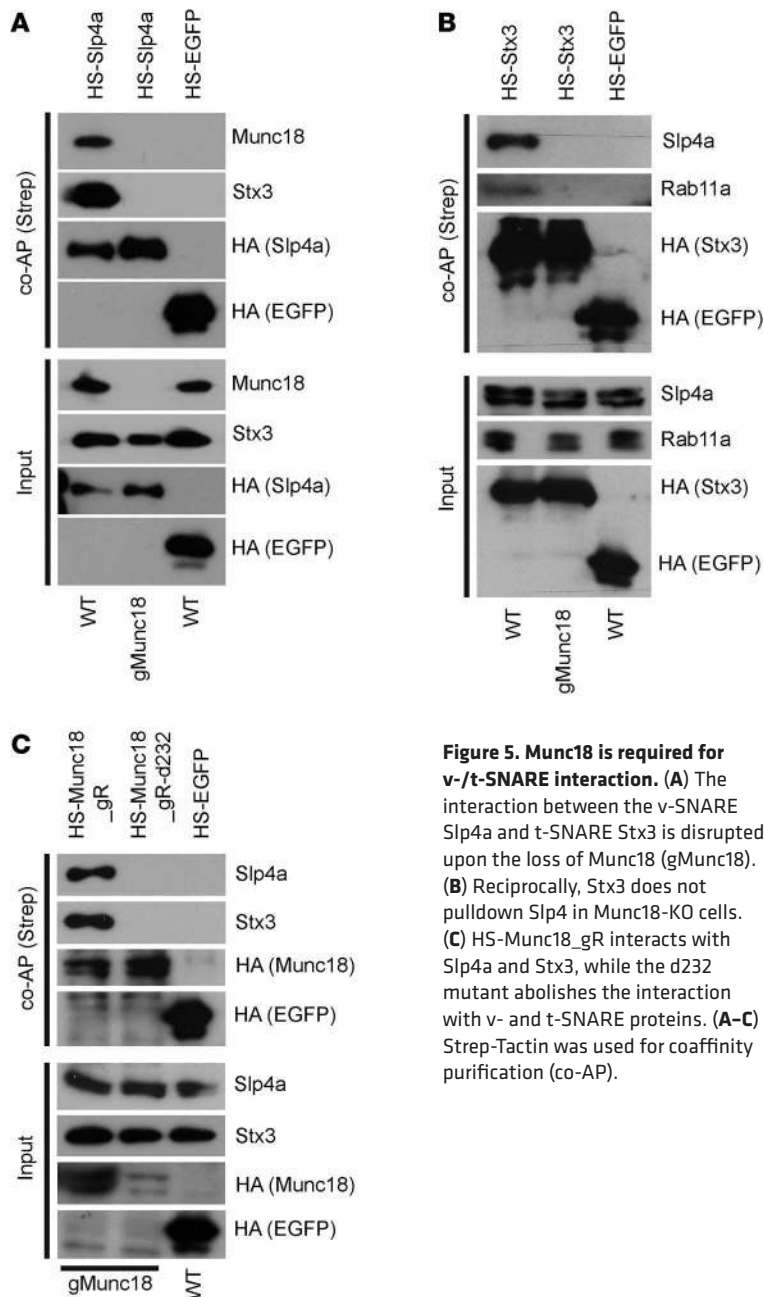 A
HS-Slp4a
HS-Slp4a
HS-EGFP
co-AP (Strep)
Munc18
Stx3
HA (Slp4a)
HA (EGFP)
Input
Munc18
Stx3
HA (Slp4a)
HA (EGFP)
WT
gMunc18
WT
B
HS-Stx3
HS-Stx3
HS-EGFP
co-AP (Strep)
Slp4a
Rab11a
HA (Stx3)
HA (EGFP)
Input
Slp4a
Rab11a
HA (Stx3)
HA (EGFP)
WT
gMunc18
WT
C
HS-Munc18
_gR
HS-Munc18
_gR-d232
HS-EGFP
co-AP (Strep)
Slp4a
Stx3
HA (Munc18)
HA (EGFP)
Input
Slp4a
Stx3
HA (Munc18)
HA (EGFP)
gMunc18
WT
Figure 5. Munc18 is required for
v-/t-SNARE interaction. (A) The
interaction between the v-SNARE
Slp4a and t-SNARE Stx3 is disrupted
upon the loss of Munc18 (gMunc18).
(B) Reciprocally, Stx3 does not
pulldown Slp4 in Munc18-KO cells.
(C) HS-Munc18_gR interacts with
Slp4a and Stx3, while the d232
mutant abolishes the interaction
with v- and t-SNARE proteins. (A–C)
Strep-Tactin was used for coaffinity
purification (co-AP).